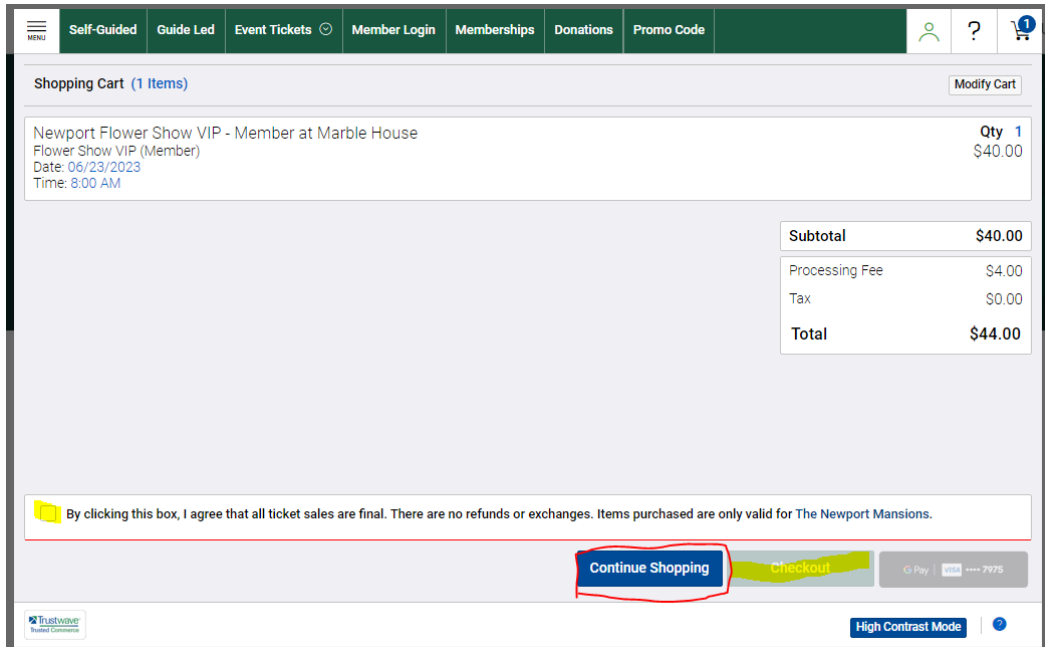 MENU Self-Guided Guide Led Event Tickets Member Login Memberships Donations Promo Code ? 1
Shopping Cart (1 Items) Modify Cart
Newport Flower Show VIP - Member at Marble House Qty 1
Flower Show VIP (Member) $40.00
Date: 06/23/2023
Time: 8:00 AM
Subtotal $40.00
Processing Fee $4.00
Tax $0.00
Total $44.00
By clicking this box, I agree that all ticket sales are final. There are no refunds or exchanges. Items purchased are only valid for The Newport Mansions.
Continue Shopping Checkout G Pay | VISA •••• 7975
Trustwave High Contrast Mode ?
Trusted Commerce